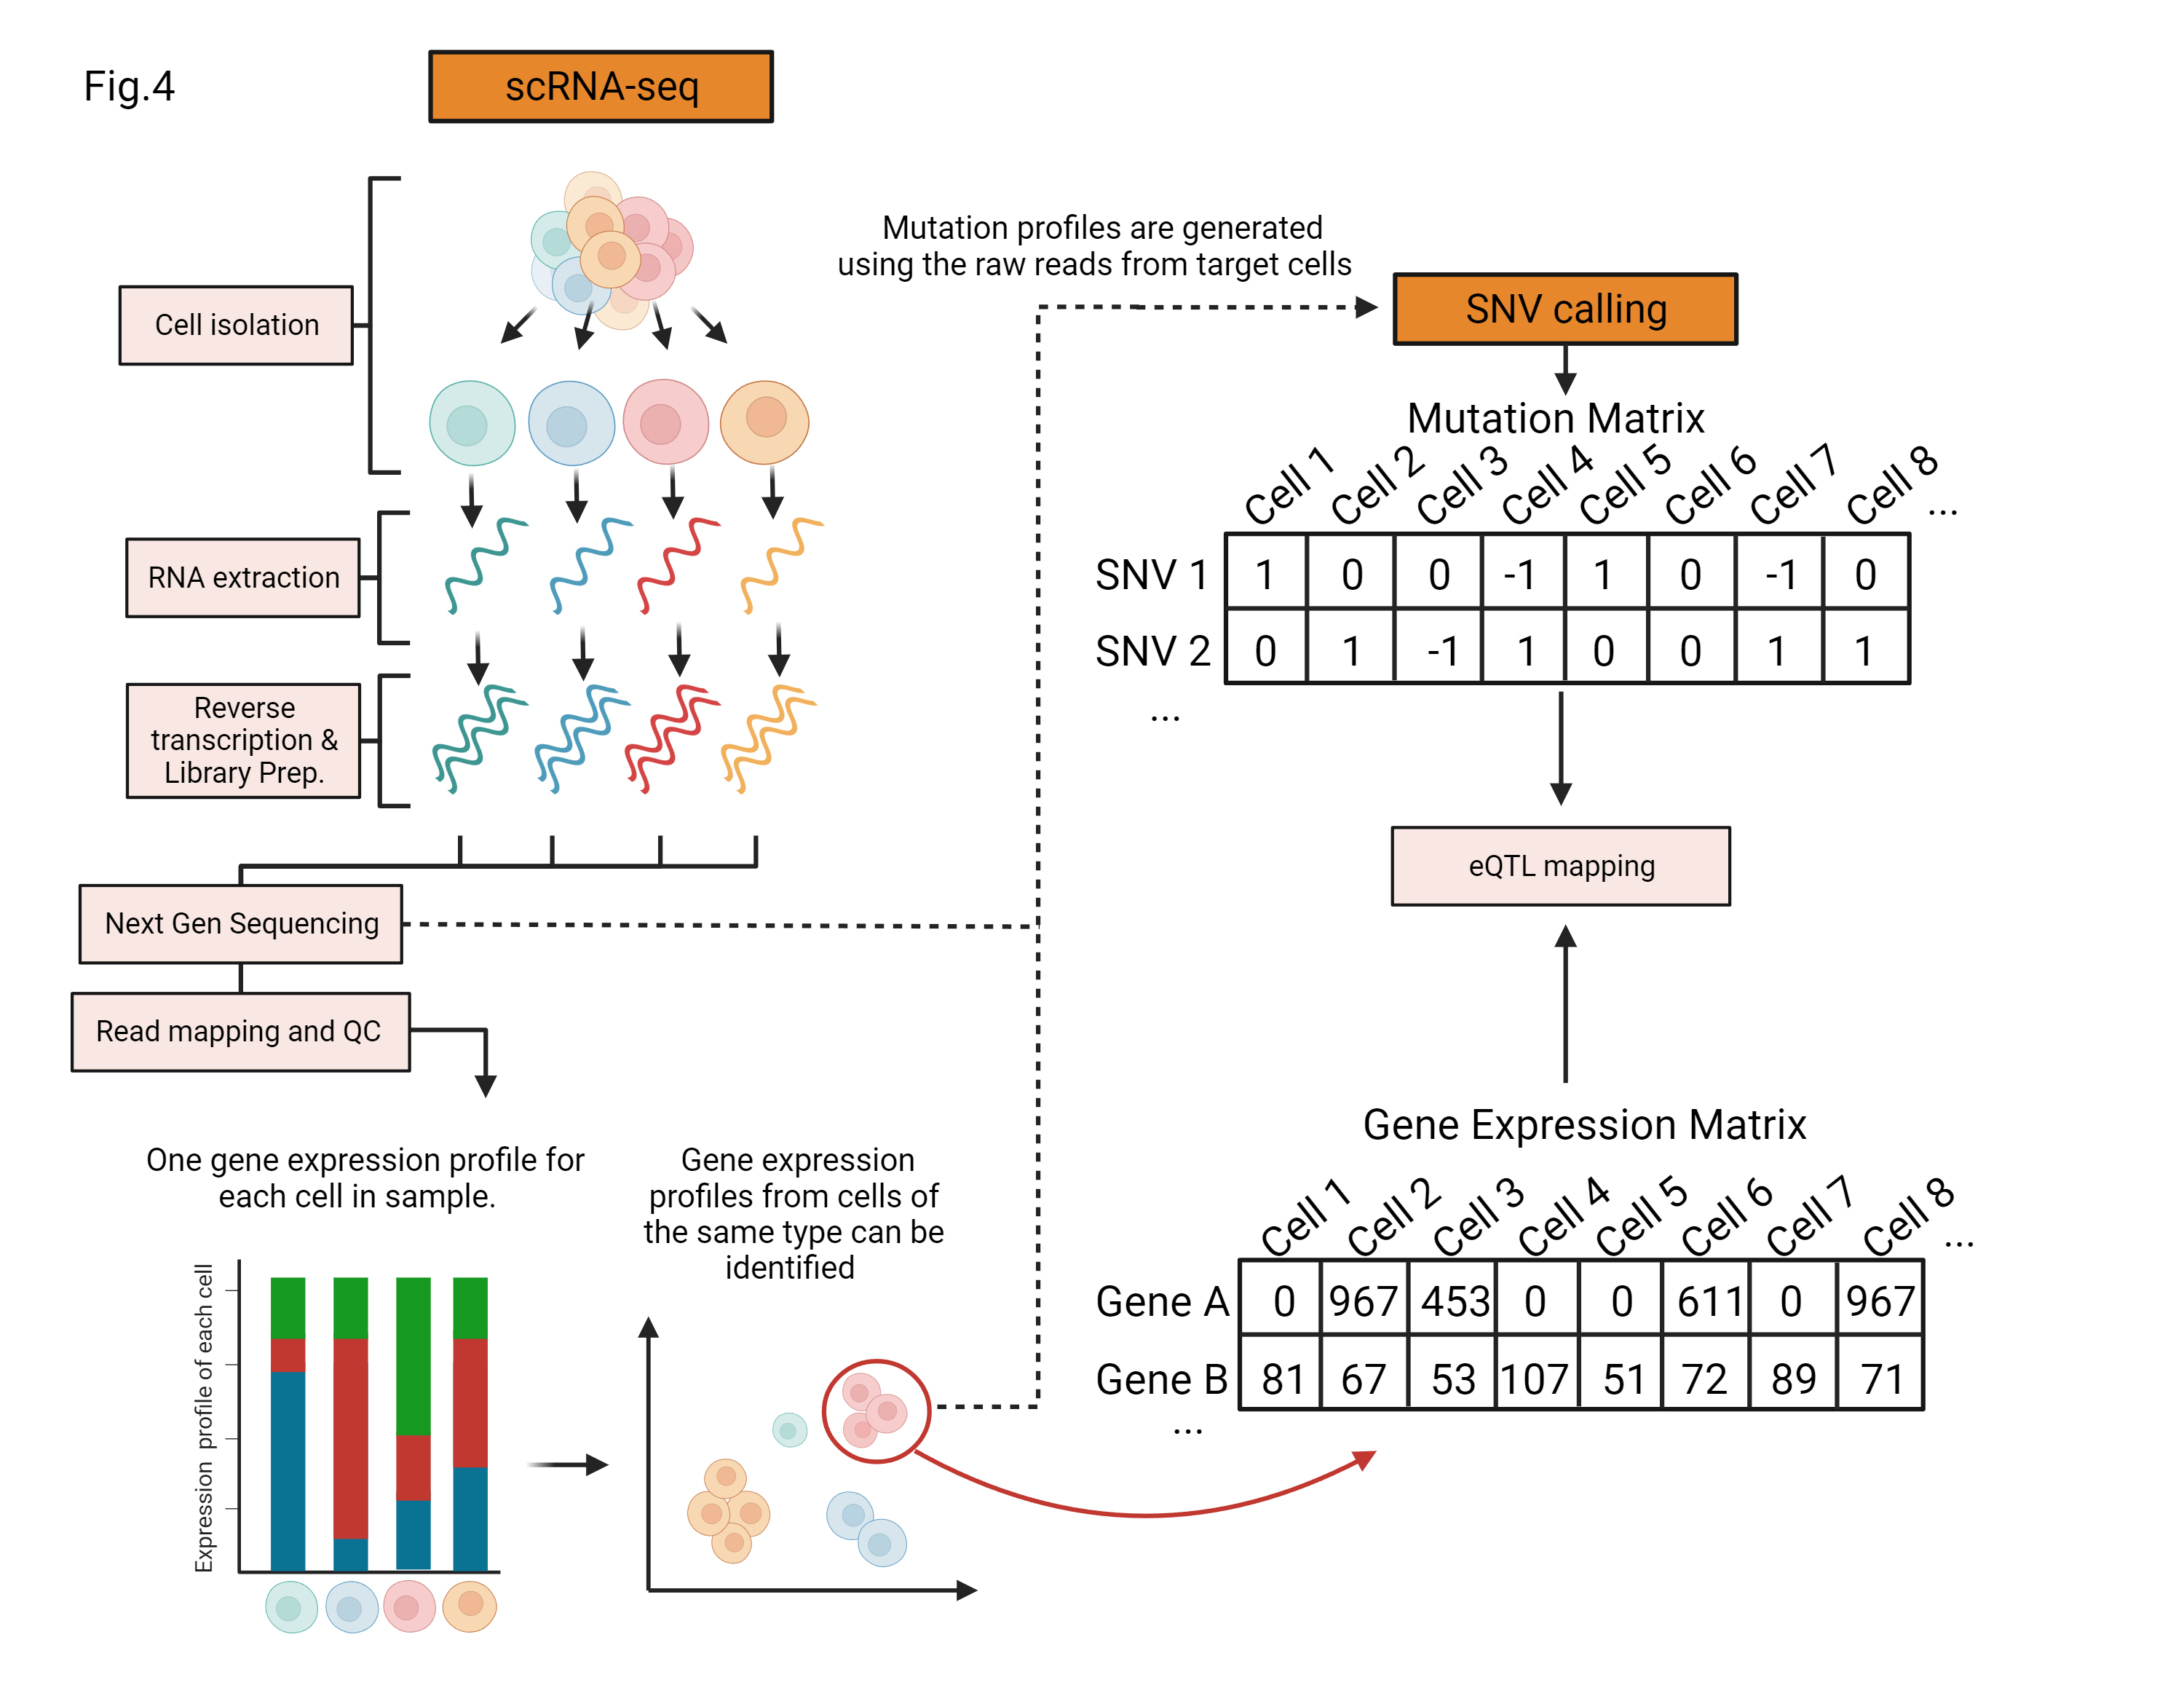 Fig.4
scRNA-seq
Cell isolation
RNA extraction
Reverse
transcription &
Library Prep.
Next Gen Sequencing
Read mapping and QC
One gene expression profile for
each cell in sample.
Expression profile of each cell
Gene expression
profiles from cells of
the same type can be
identified
Mutation profiles are generated
using the raw reads from target cells
SNV calling
Mutation Matrix
Cell 1 Cell 2 Cell 3 Cell 4 Cell 5 Cell 6 Cell 7 Cell 8 ...
SNV 1 1 0 0 -1 1 0 -1 0
SNV 2 0 1 -1 1 0 0 1 1
...
eQTL mapping
Gene Expression Matrix
Cell 1 Cell 2 Cell 3 Cell 4 Cell 5 Cell 6 Cell 7 Cell 8 ...
Gene A 0 967 453 0 0 611 0 967
Gene B 81 67 53 107 51 72 89 71
...